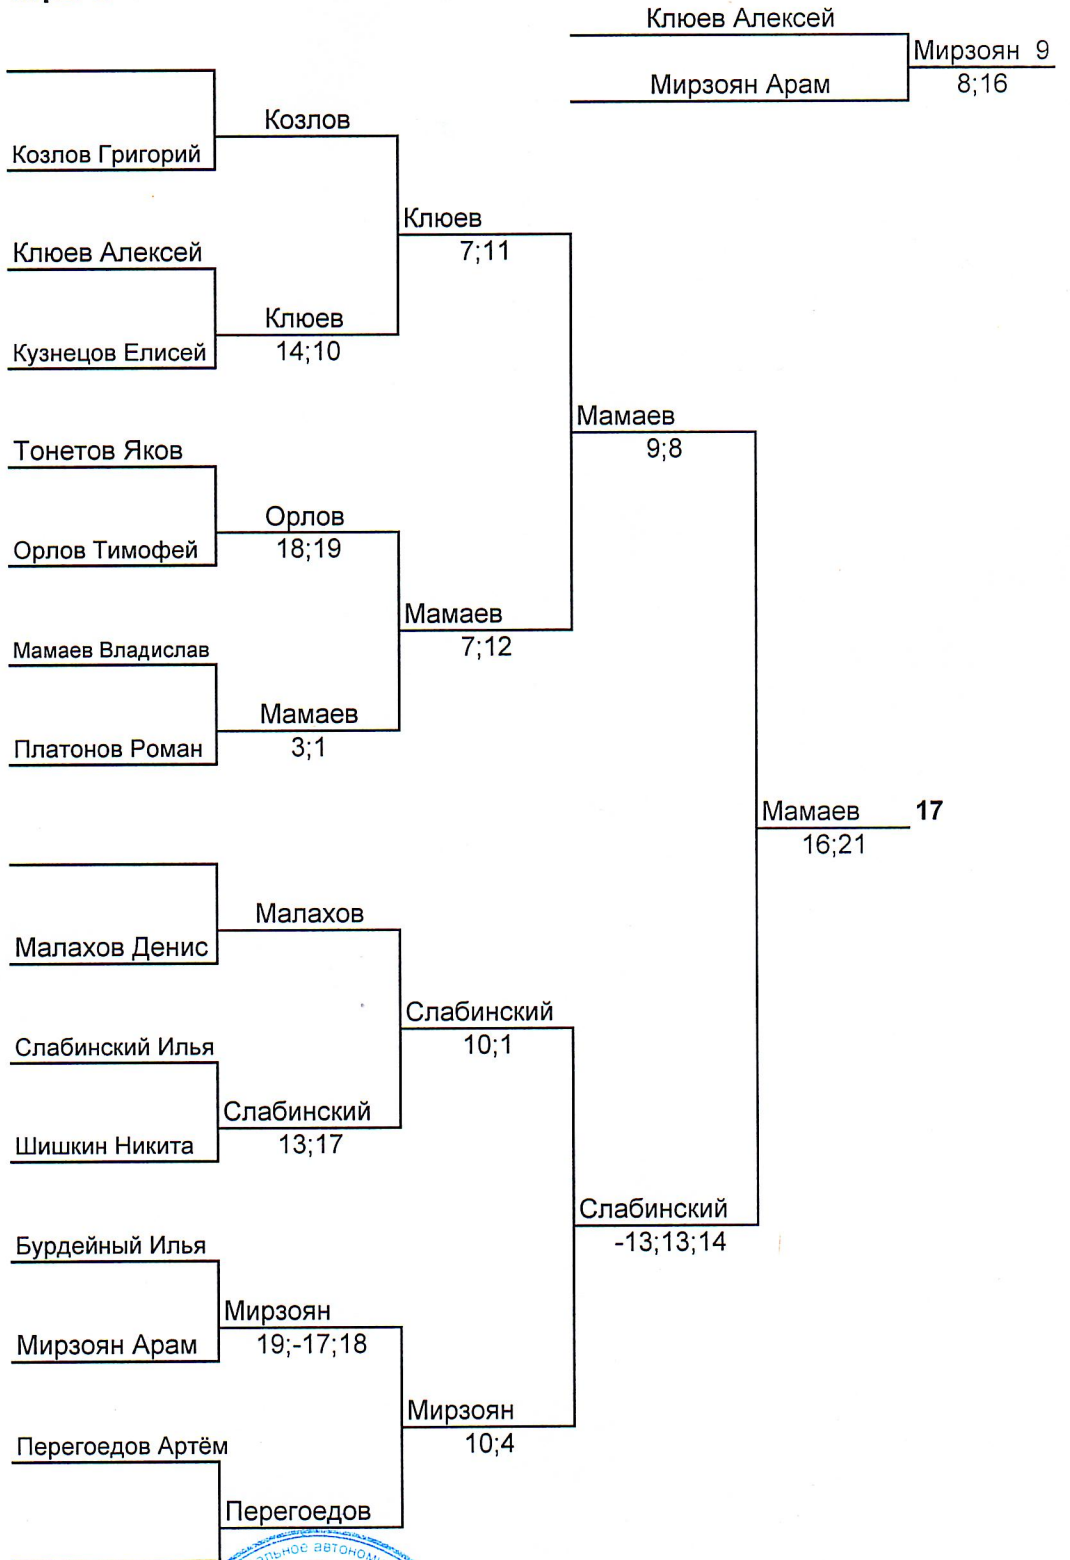 Клюев Алексей
Мирзоян 9
Мирзоян Арам
8;16
Козлов
Козлов Григорий
Клюев
7;11
Клюев Алексей
Клюев
14;10
Кузнецов Елисей
Мамаев
9;8
Тонетов Яков
Орлов
18;19
Орлов Тимофей
Мамаев
7;12
Мамаев Владислав
Мамаев
3;1
Платонов Роман
Мамаев 17
16;21
Малахов
Малахов Денис
Слабинский
10;1
Слабинский Илья
Слабинский
13;17
Шишкин Никита
Слабинский
-13;13;14
Бурдейный Илья
Мирзоян
19;-17;18
Мирзоян Арам
Мирзоян
10;4
Перегоедов Артём
Перегоедов